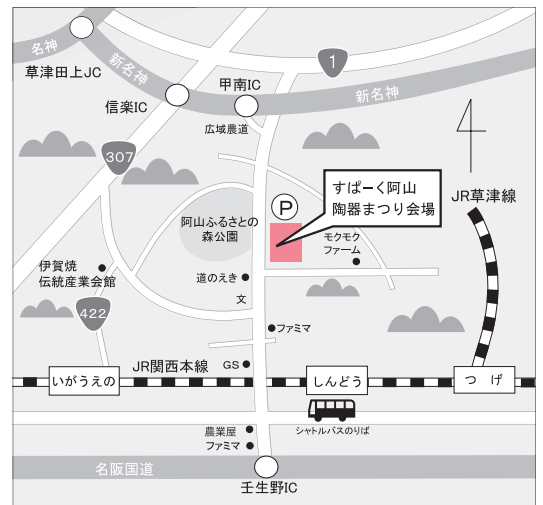 名神
草津田上JC
新名神
信楽IC
甲南IC
1
新名神
広域農道
307
すぱーく阿山
陶器まつり会場
P
JR草津線
阿山ふるさとの
森公園
モクモク
ファーム
伊賀焼
伝統産業会館
道のえき
文
422
ファミマ
JR関西本線
GS
いがうえの
しんどう
つげ
シャトルバスのりば
農業屋
ファミマ
名阪国道
壬生野IC